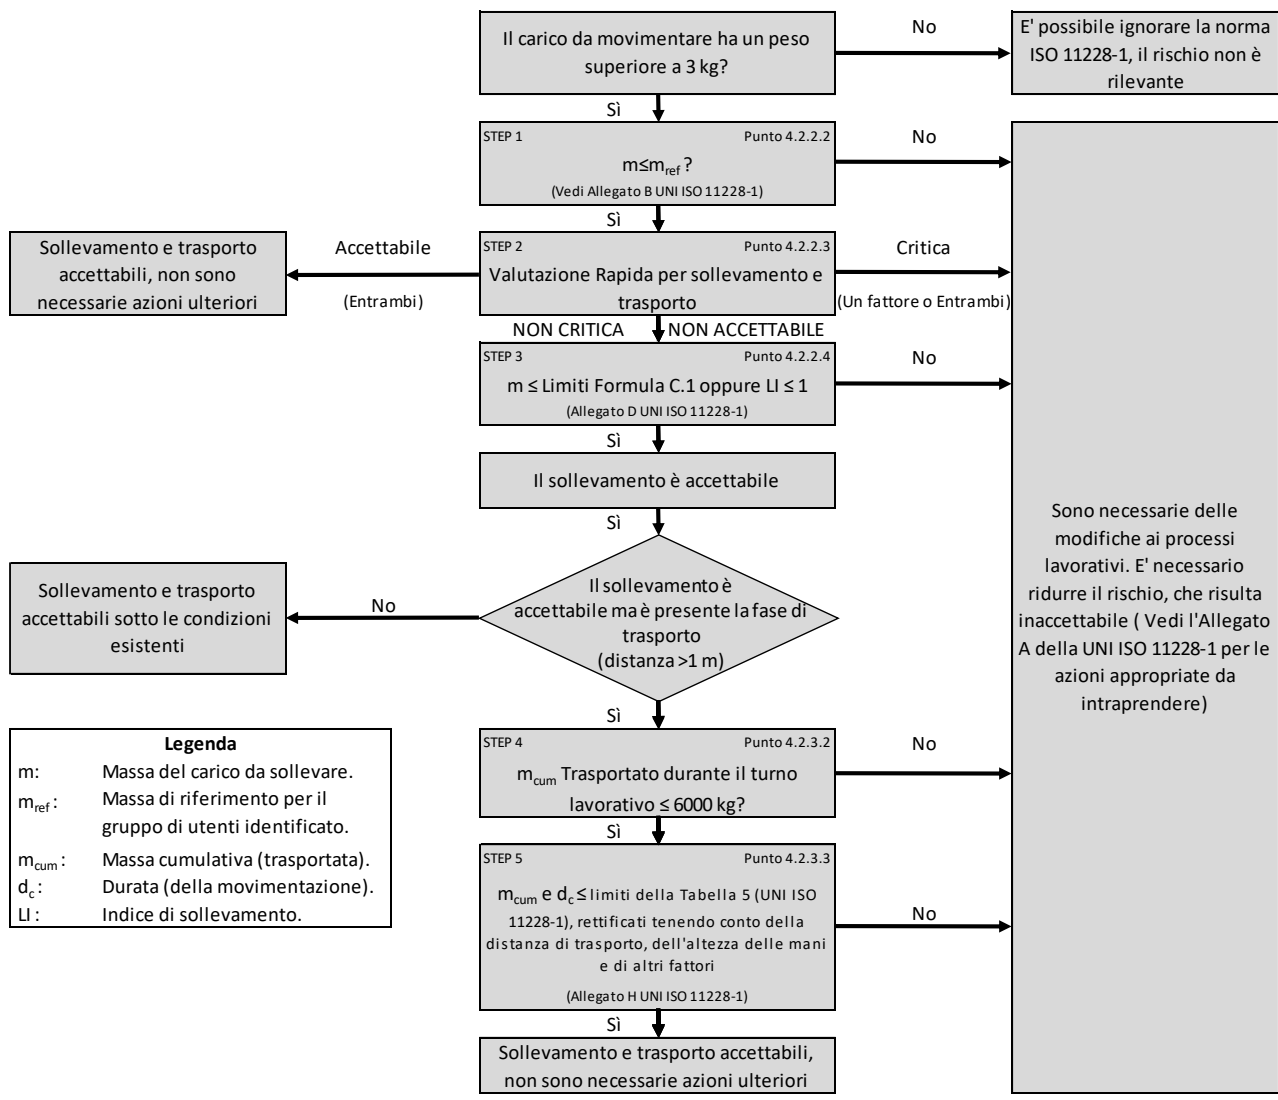 Il carico da movimentare ha un peso
superiore a 3 kg?
No
E' possibile ignorare la norma
ISO 11228-1, il rischio non è
rilevante
Sì
STEP 1 Punto 4.2.2.2
m≤mref ?
(Vedi Allegato B UNI ISO 11228-1)
No
Sì
Sollevamento e trasporto
accettabili, non sono
necessarie azioni ulteriori
Accettabile
(Entrambi)
STEP 2 Punto 4.2.2.3
Valutazione Rapida per sollevamento e
trasporto
Critica
(Un fattore o Entrambi)
NON CRITICA NON ACCETTABILE
STEP 3 Punto 4.2.2.4
m ≤ Limiti Formula C.1 oppure LI ≤ 1
(Allegato D UNI ISO 11228-1)
No
Sì
Il sollevamento è accettabile
Sì
Sollevamento e trasporto
accettabili sotto le condizioni
esistenti
No
Il sollevamento è
accettabile ma è presente la fase di
trasporto
(distanza >1 m)
Sono necessarie delle
modifiche ai processi
lavorativi. E' necessario
ridurre il rischio, che risulta
inaccettabile ( Vedi l'Allegato
A della UNI ISO 11228-1 per le
azioni appropriate da
intraprendere)
Sì
STEP 4 Punto 4.2.3.2
mcum Trasportato durante il turno
lavorativo ≤ 6000 kg?
No
Sì
STEP 5 Punto 4.2.3.3
mcum e dc ≤ limiti della Tabella 5 (UNI ISO
11228-1), rettificati tenendo conto della
distanza di trasporto, dell'altezza delle mani
e di altri fattori
(Allegato H UNI ISO 11228-1)
No
Sì
Sollevamento e trasporto accettabili,
non sono necessarie azioni ulteriori
Legenda
m: Massa del carico da sollevare.
mref : Massa di riferimento per il
gruppo di utenti identificato.
mcum : Massa cumulativa (trasportata).
dc : Durata (della movimentazione).
LI : Indice di sollevamento.